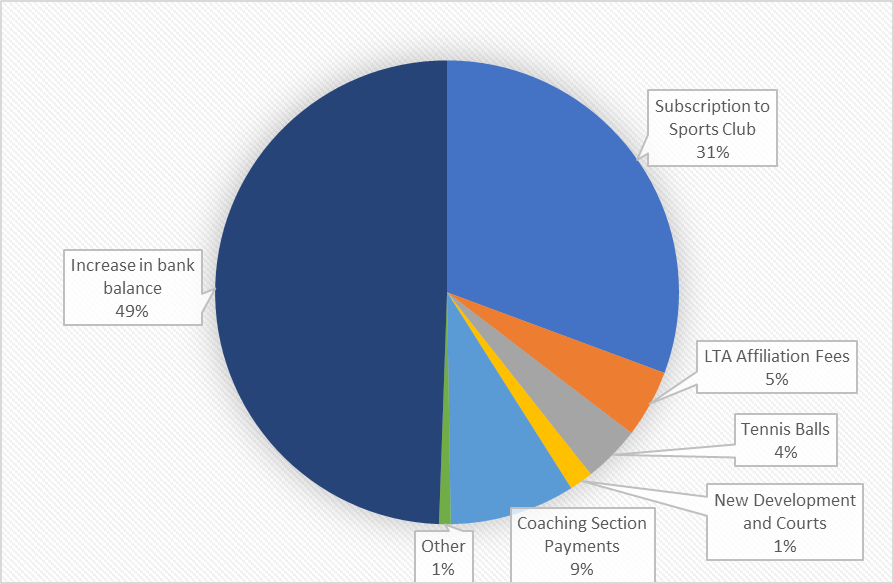 Subscription to
Sports Club
31%
LTA Affiliation Fees
5%
Tennis Balls
4%
New Development
and Courts
1%
Coaching Section
Payments
9%
Other
1%
Increase in bank
balance
49%